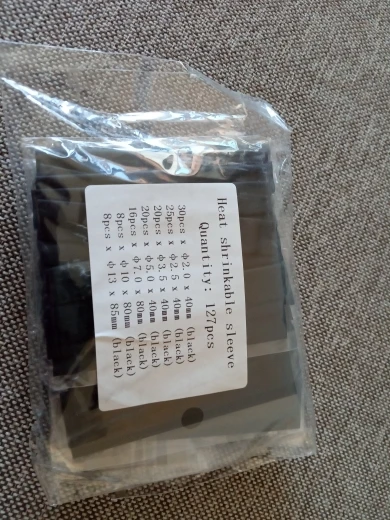 Heat shrinkable sleeve
Quantity: 127pcs
30pcs x φ2.0 x 40mm (black)
25pcs x φ2.5 x 40mm (black)
20pcs x φ3.5 x 40mm (black)
20pcs x φ5.0 x 40mm (black)
16pcs x φ7.0 x 80mm (black)
8pcs x φ10 x 80mm (black)
8pcs x φ13 x 85mm (black)